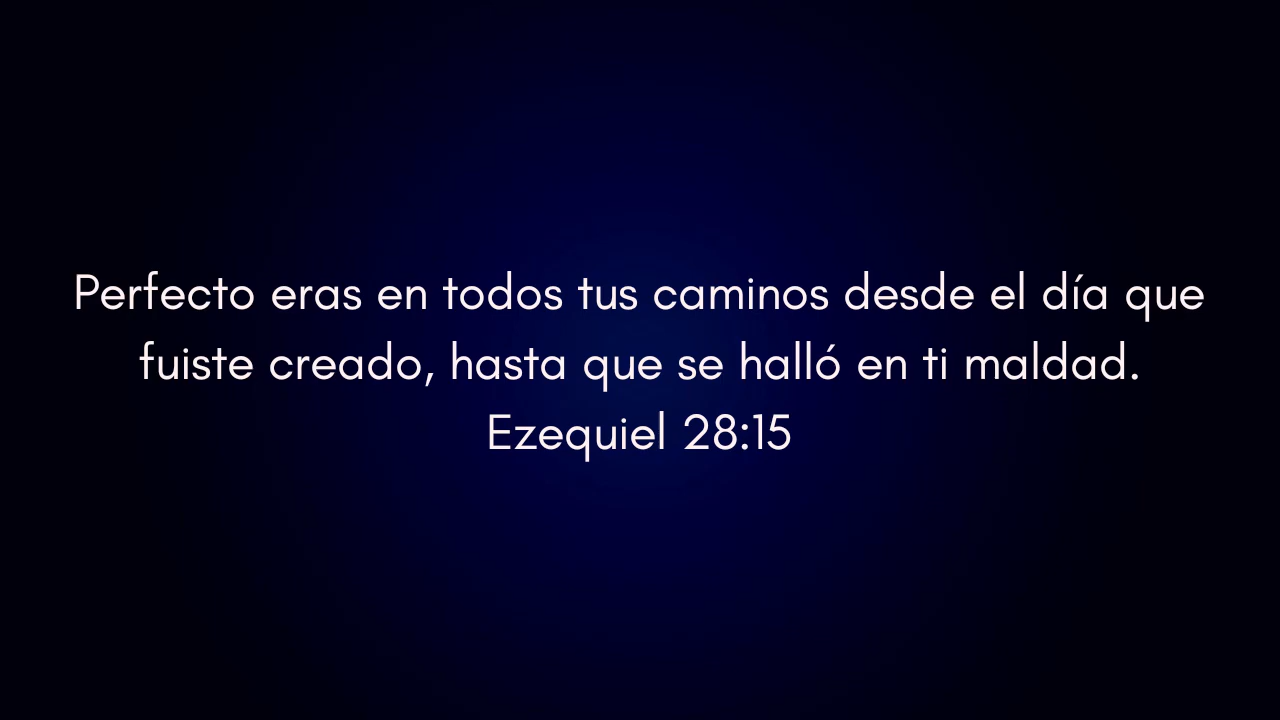 Perfecto eras en todos tus caminos desde el día que
fuiste creado, hasta que se halló en ti maldad.
Ezequiel 28:15